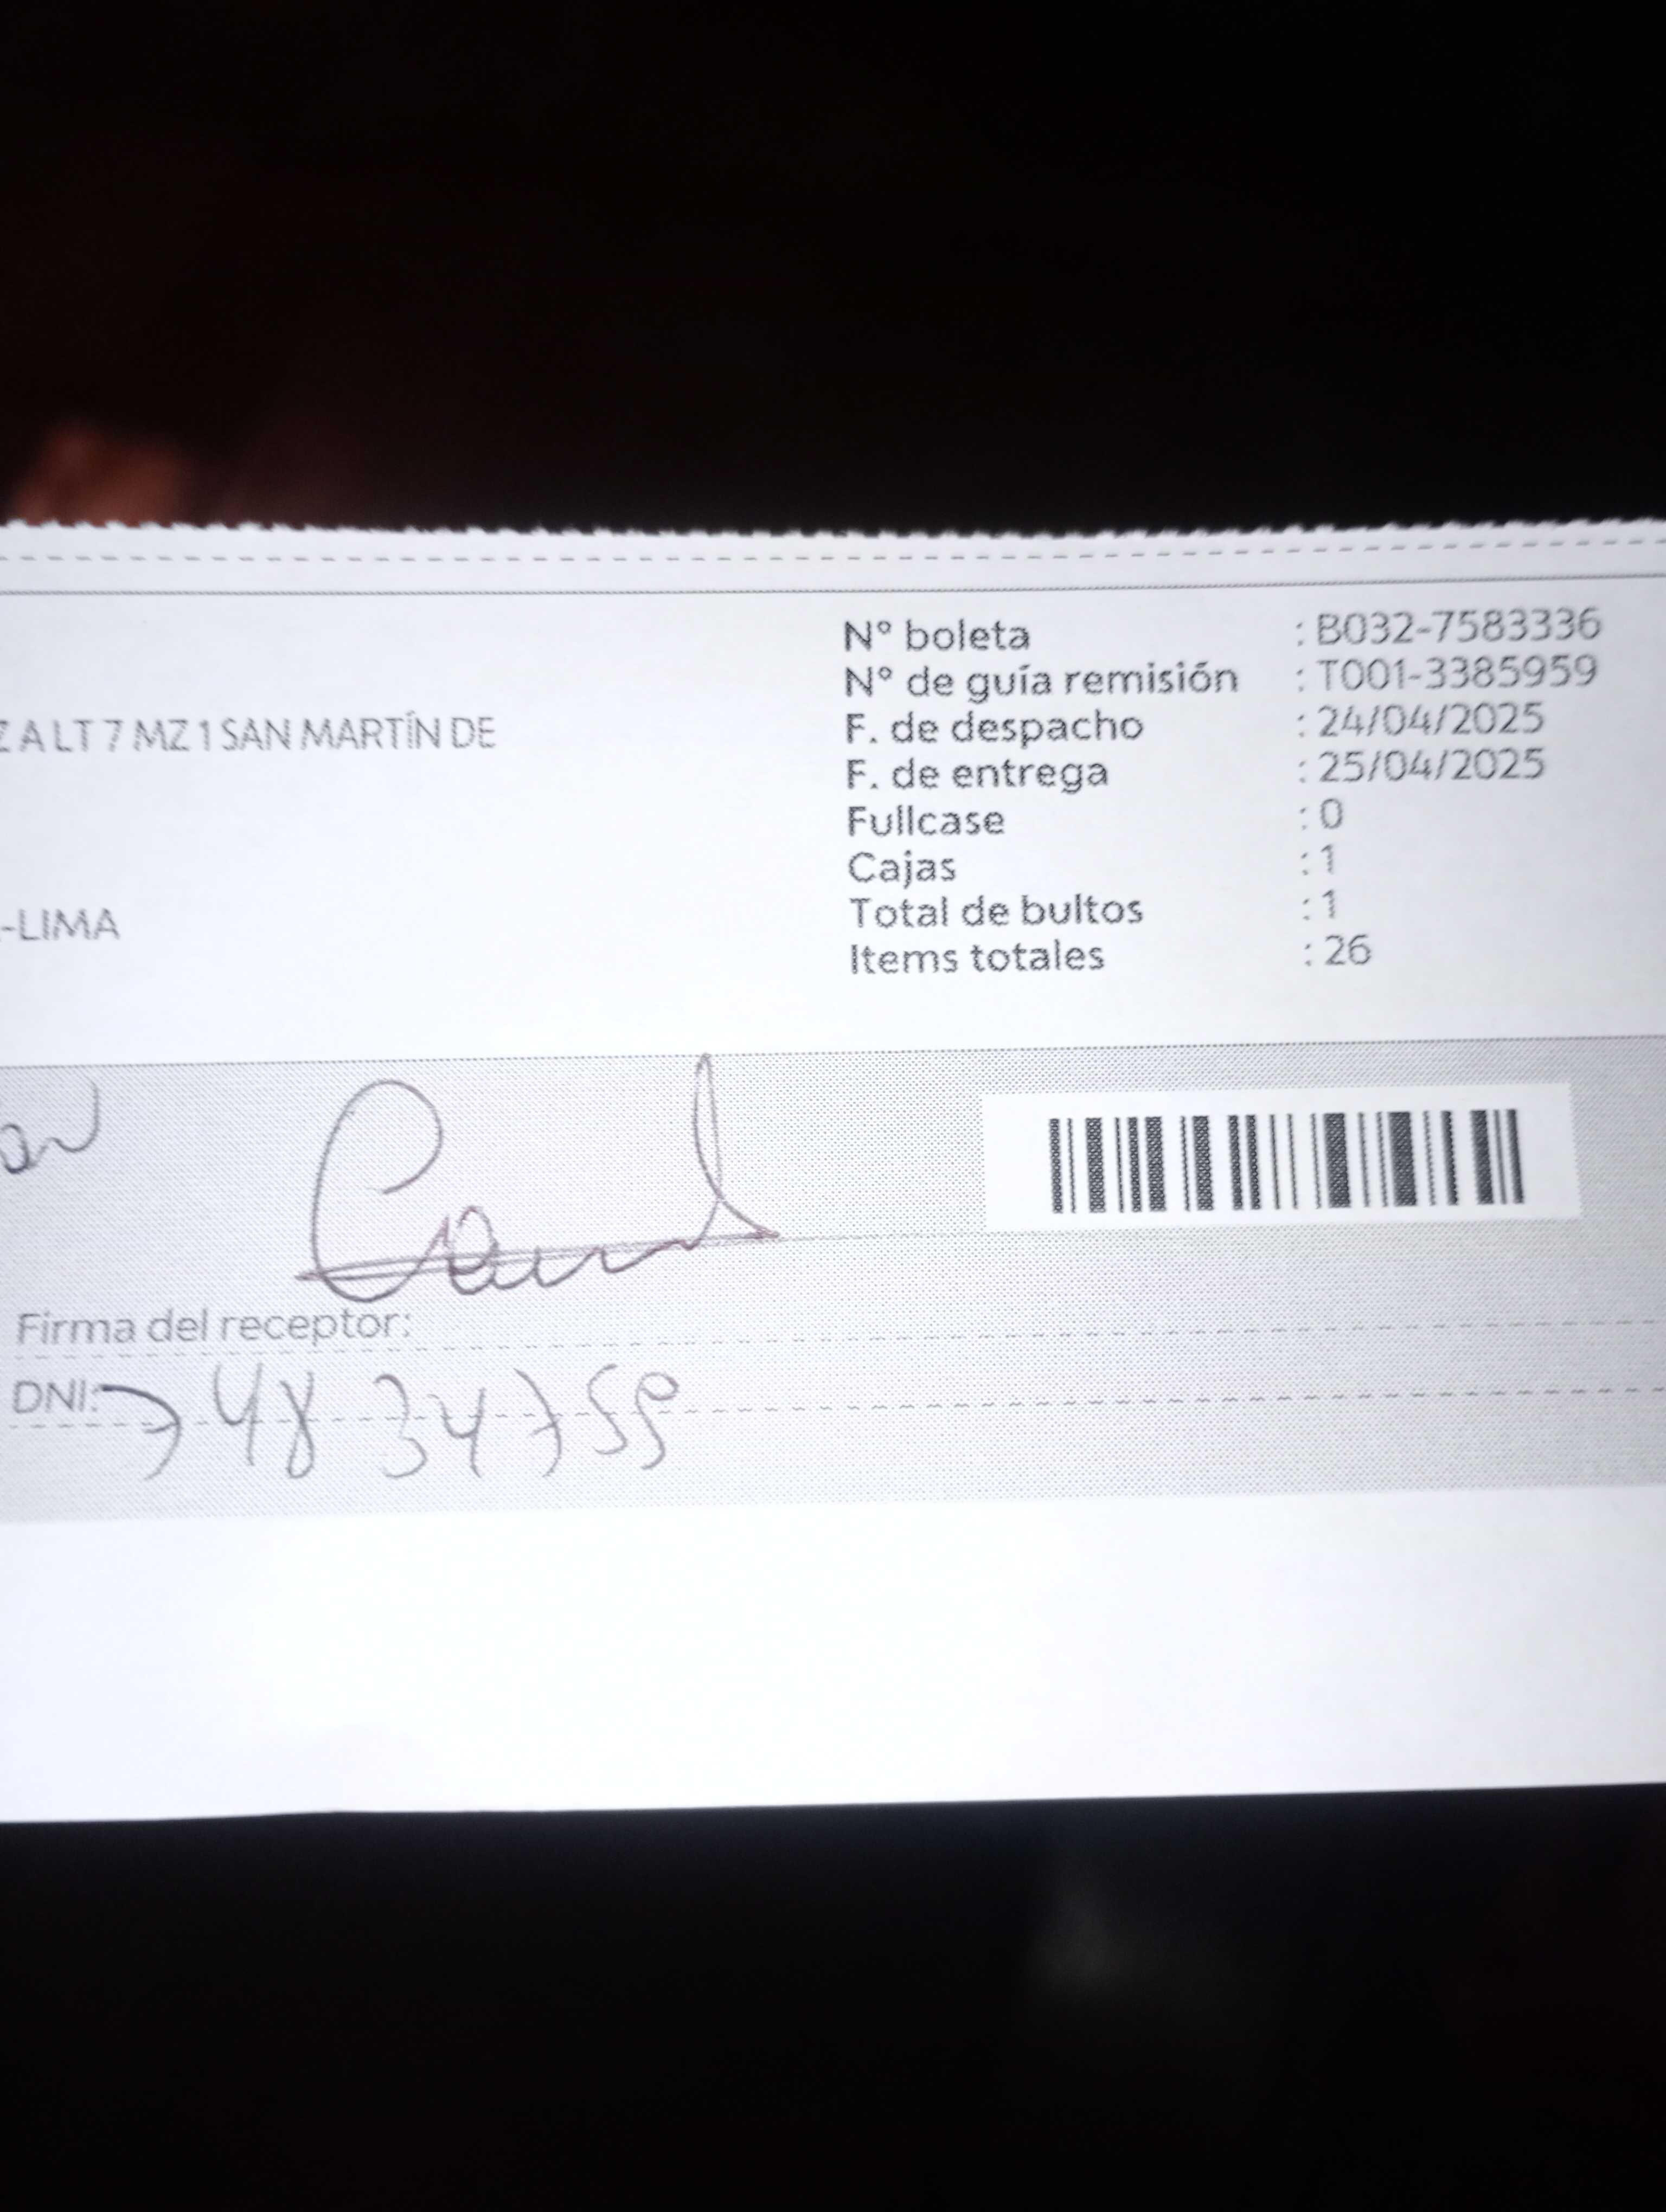 Nº boleta : B032-7583336
Nº de guía remisión : T001-3385959
Z A LT 7 MZ 1 SAN MARTÍN DE
F. de despacho : 24/04/2025
F. de entrega : 25/04/2025
Fullcase : 0
Cajas : 1
-LIMA
Total de bultos : 1
Items totales : 26
Firma del receptor:
DNI: